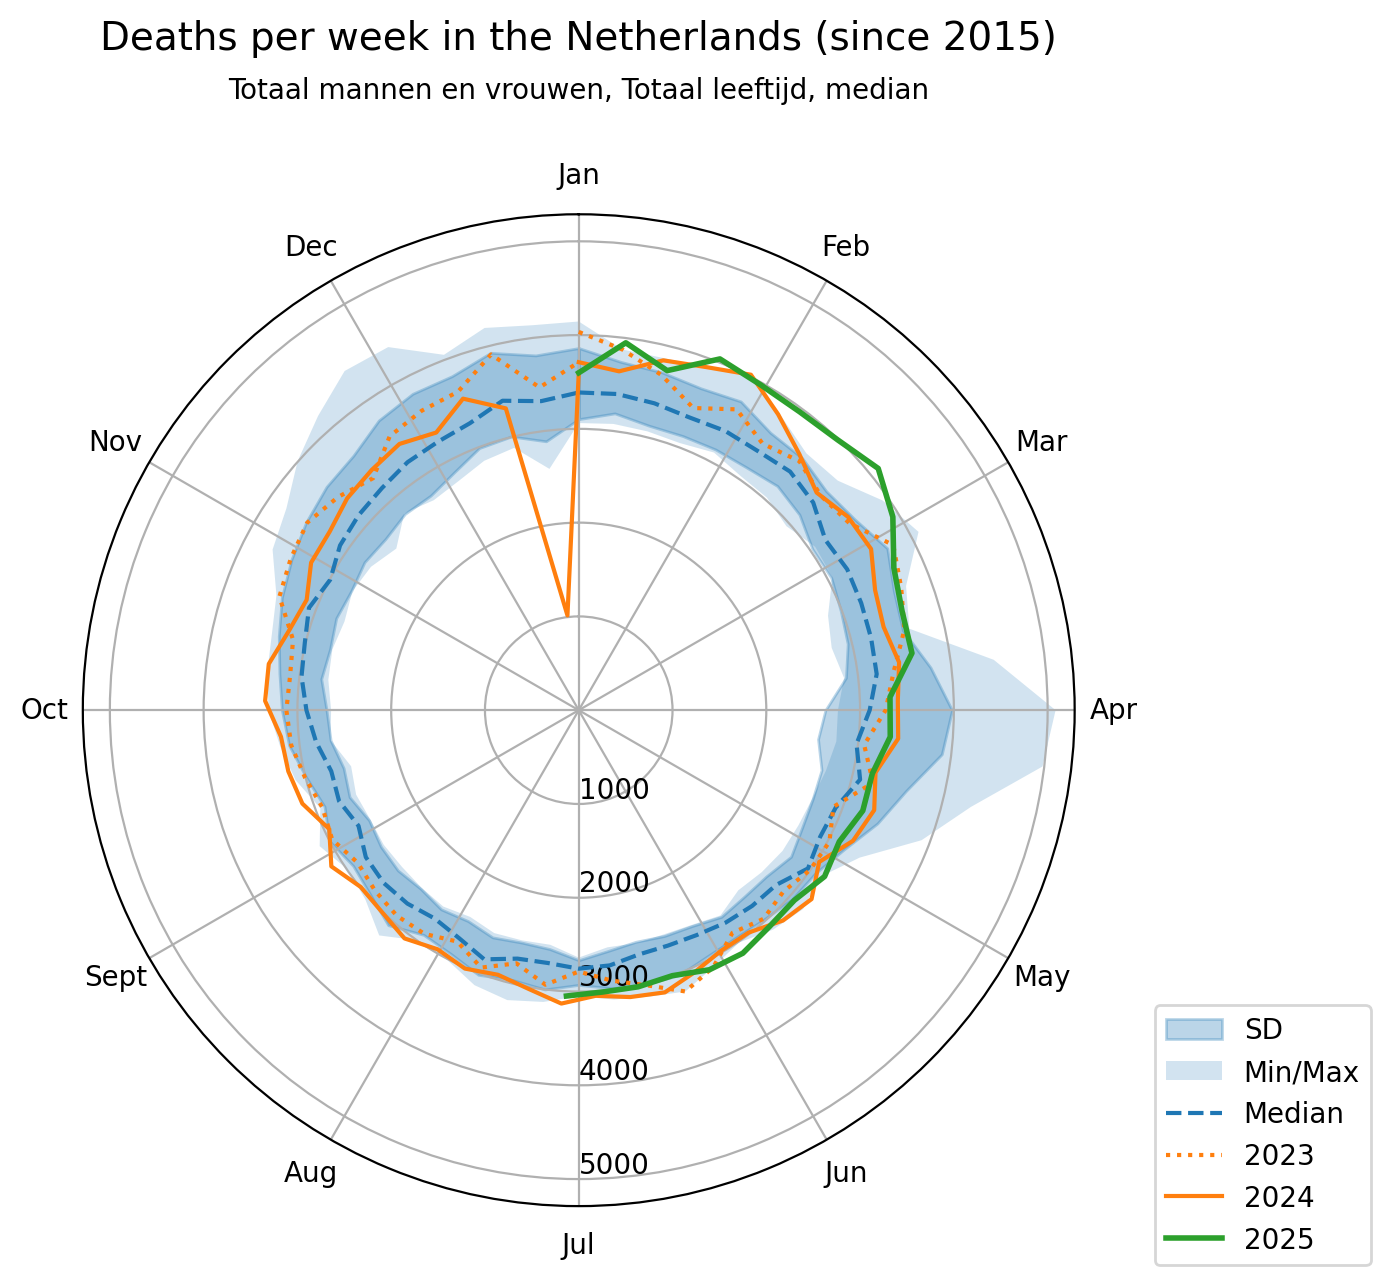 Deaths per week in the Netherlands (since 2015)
Totaal mannen en vrouwen, Totaal leeftijd, median
Jan
Feb
Mar
Apr
May
Jun
Jul
Aug
Sept
Oct
Nov
Dec
1000
2000
3000
4000
5000
SD
Min/Max
Median
2023
2024
2025